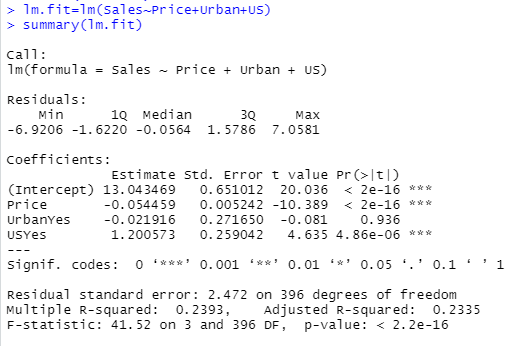 > lm.fit=lm(Sales~Price+Urban+US)
> summary(lm.fit)
Call:
lm(formula = Sales ~ Price + Urban + US)
Residuals:
    Min      1Q  Median      3Q     Max
-6.9206 -1.6220 -0.0564  1.5786  7.0581
Coefficients:
             Estimate Std. Error t value Pr(>|t|)
(Intercept) 13.043469   0.651012  20.036  < 2e-16 ***
Price       -0.054459   0.005242 -10.389  < 2e-16 ***
UrbanYes    -0.021916   0.271650  -0.081    0.936
USYes        1.200573   0.259042   4.635 4.86e-06 ***
---
Signif. codes:  0 ‘***’ 0.001 ‘**’ 0.01 ‘*’ 0.05 ‘.’ 0.1 ‘ ’ 1
Residual standard error: 2.472 on 396 degrees of freedom
Multiple R-squared:  0.2393,    Adjusted R-squared:  0.2335
F-statistic: 41.52 on 3 and 396 DF,  p-value: < 2.2e-16